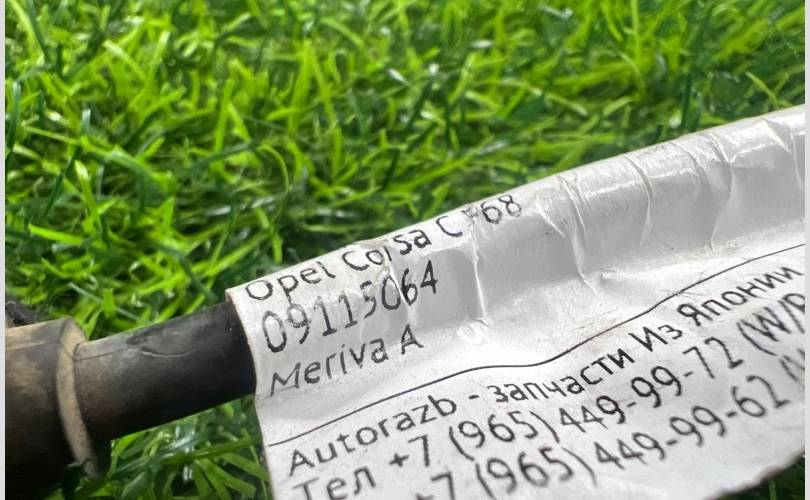 Opel Corsa C F68
09115064
Meriva A
Autorazb - запчасти Из Японии
Тел +7 (965) 449-99-72
+7 (965) 449-99-62